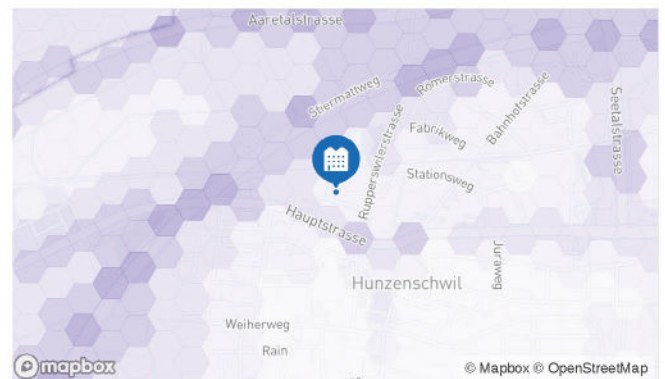 Aaretalstrasse
Stiermattweg
Römerstrasse
Bahnhofstrasse
Seetalstrasse
Fabrikweg
Rupperswilerstrasse
Stationsweg
Hauptstrasse
Juraweg
Hunzenschwil
Weiherweg
Rain
mapbox
© Mapbox © OpenStreetMap